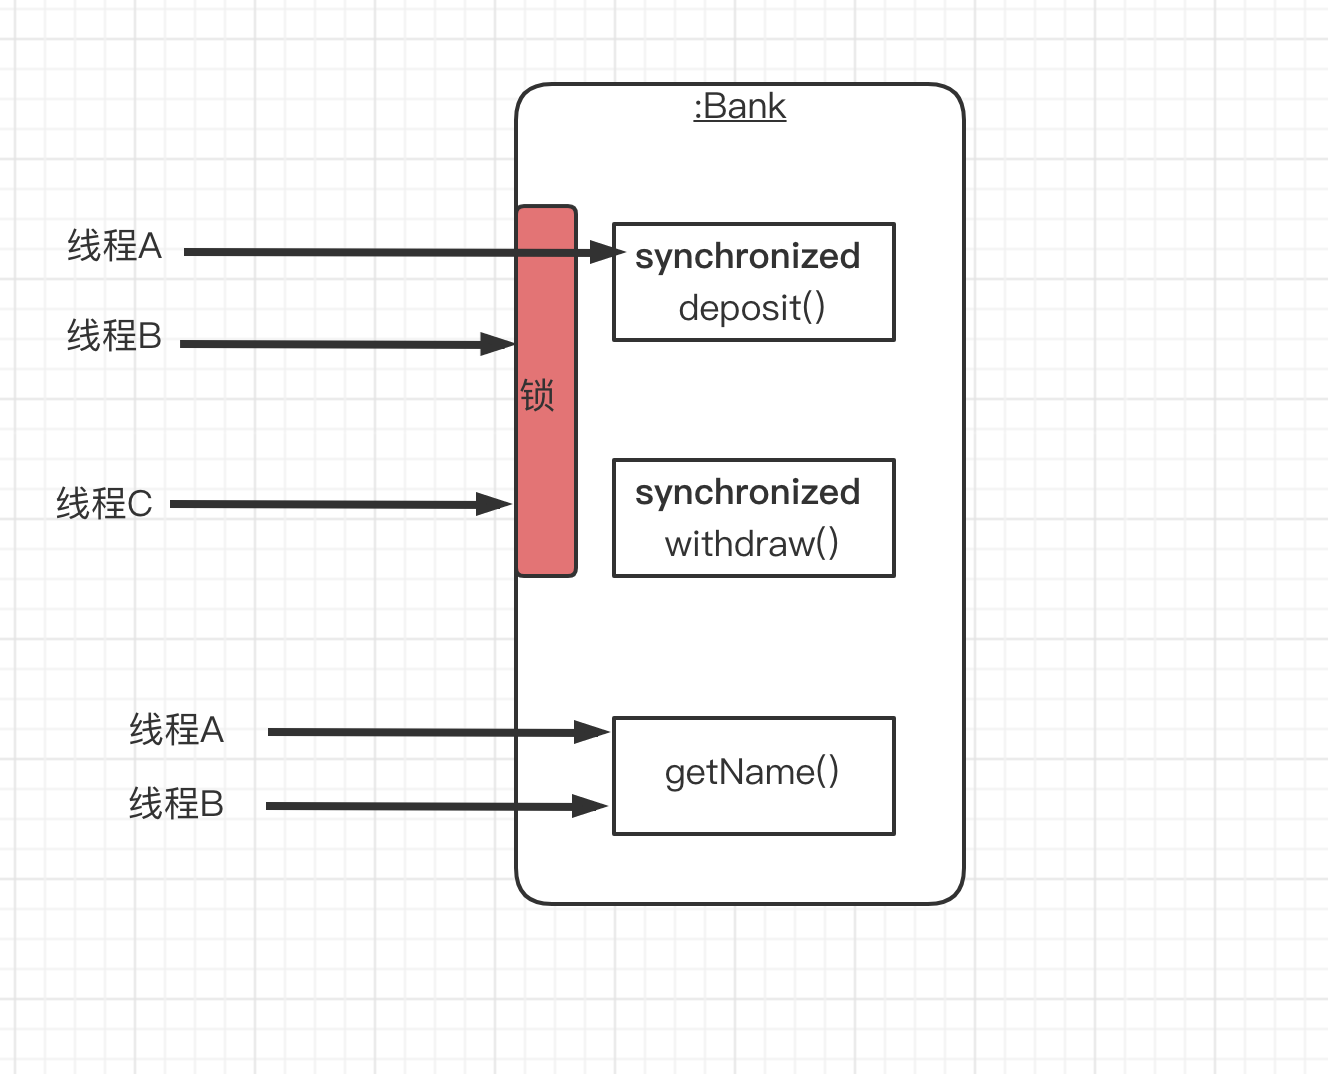 :Bank
线程A
synchronized
deposit()
线程B
锁
线程C
synchronized
withdraw()
线程A
getName()
线程B